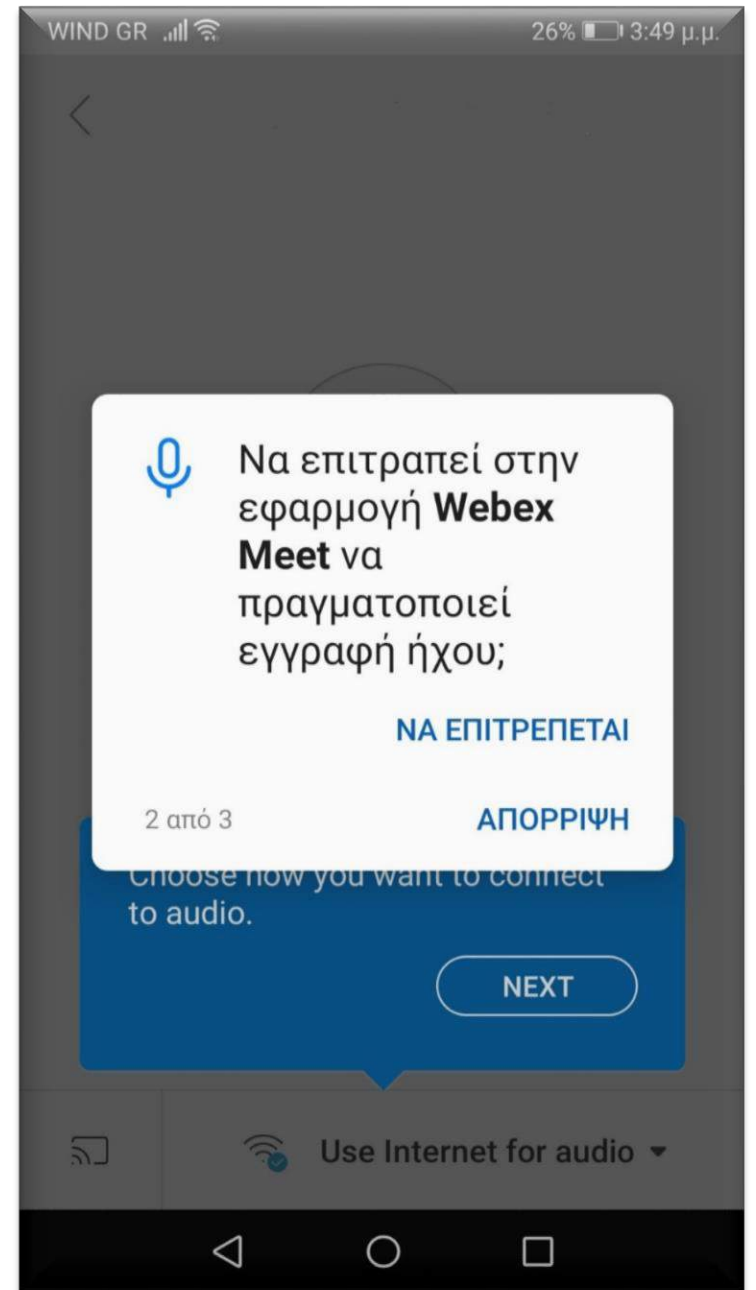 WIND GR 26% 3:49 μ.μ.
Να επιτραπεί στην
εφαρμογή Webex
Meet να
πραγματοποιεί
εγγραφή ήχου;
ΝΑ ΕΠΙΤΡΕΠΕΤΑΙ
2 από 3 ΑΠΟΡΡΙΨΗ
Choose how you want to connect
to audio.
NEXT
Use Internet for audio